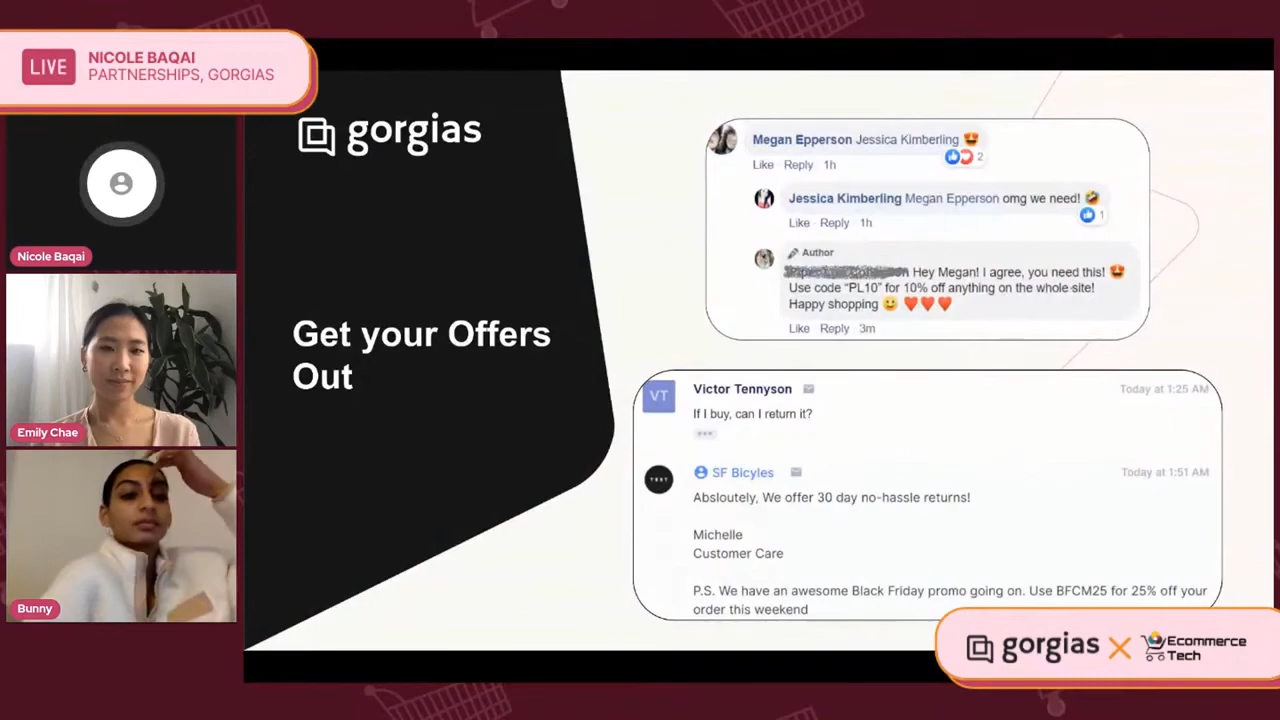 LIVE
NICOLE BAQAI
PARTNERSHIPS, GORGIAS
Nicole Baqai
Emily Chae
Bunny
gorgias
Get your Offers
Out
Megan Epperson Jessica Kimberling 😍
Like Reply 1h
2
Jessica Kimberling Megan Epperson omg we need! 🤣
1
Like Reply 1h
Author
Hey Megan! I agree, you need this! 😍
Use code “PL10” for 10% off anything on the whole site!
Happy shopping 😃 ❤️❤️❤️
Like Reply 3m
VT
Victor Tennyson
Today at 1:25 AM
If I buy, can I return it?
SF Bicyles
Today at 1:51 AM
TEST
Absloutely, We offer 30 day no-hassle returns!
Michelle
Customer Care
P.S. We have an awesome Black Friday promo going on. Use BFCM25 for 25% off your
order this weekend
gorgias
Ecommerce
Tech